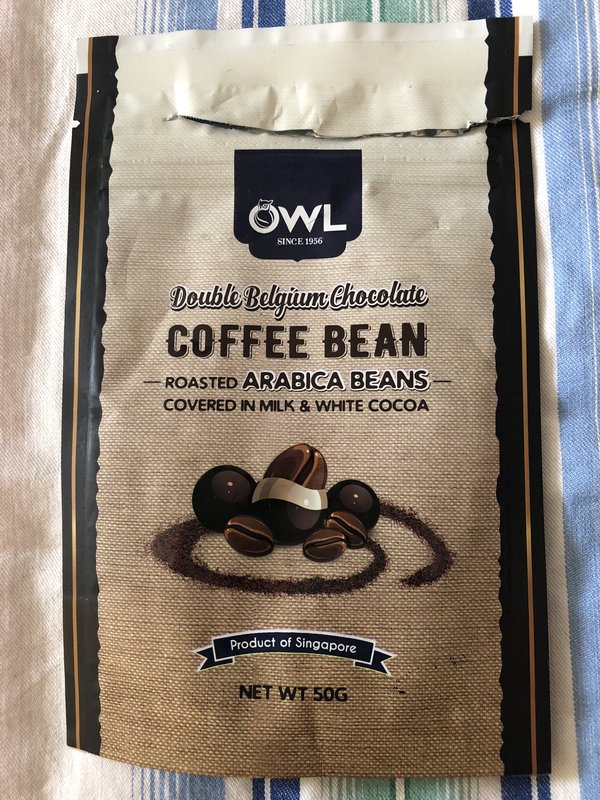 OWL
SINCE 1956
Double Belgium Chocolate
COFFEE BEAN
ROASTED ARABICA BEANS
COVERED IN MILK & WHITE COCOA
Product of Singapore
NET WT 50G